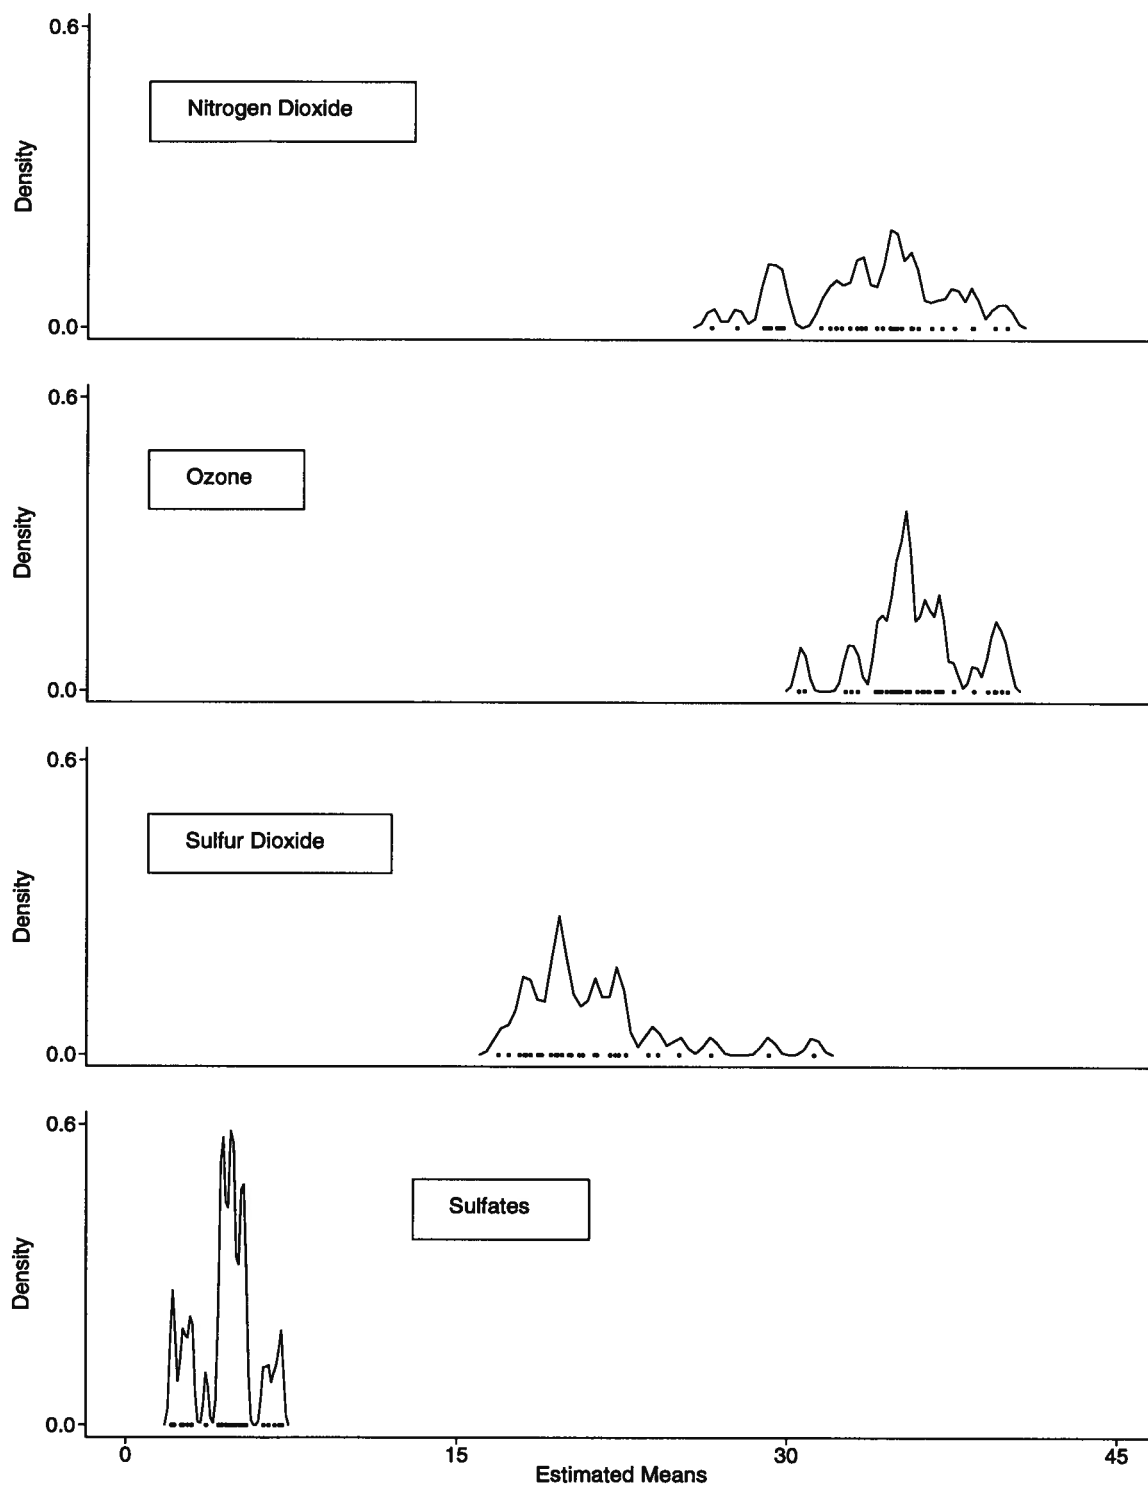 0.6
Nitrogen Dioxide
Density
0.0
0.6
Ozone
Density
0.0
0.6
Sulfur Dioxide
Density
0.0
0.6
Sulfates
Density
0.0
0 15 30 45
Estimated Means